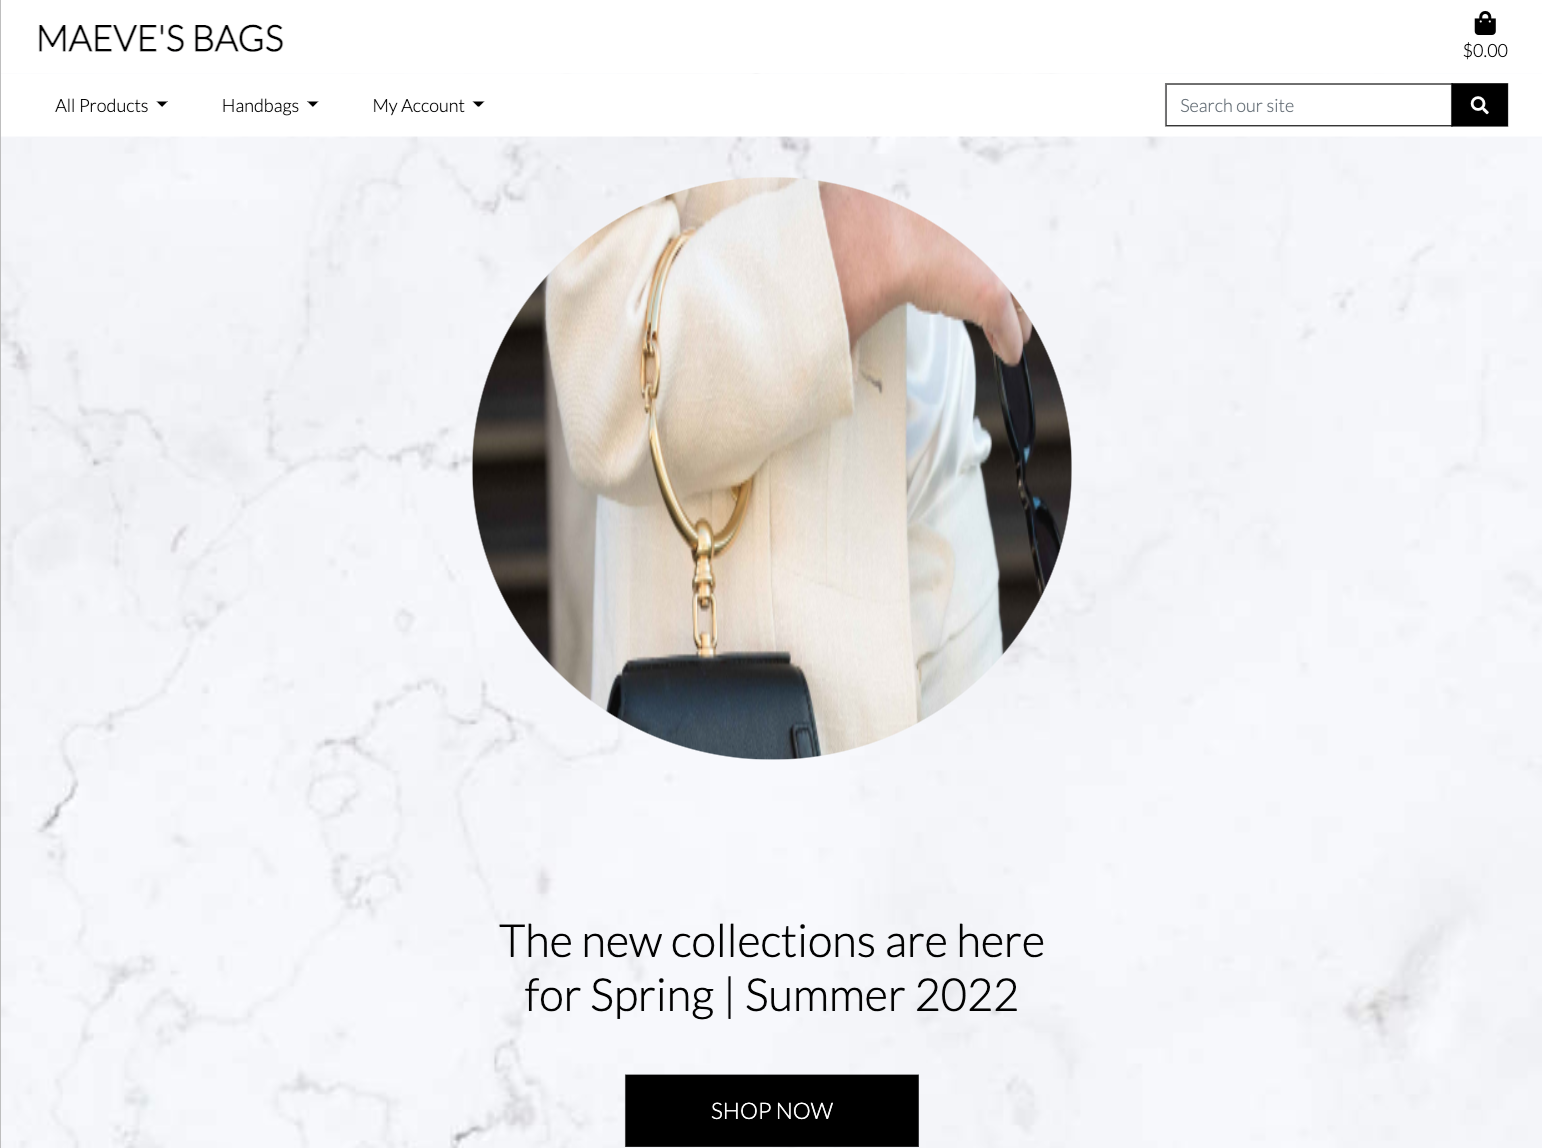 MAEVE'S BAGS
$0.00
All Products
Handbags
My Account
Search our site
The new collections are here
for Spring | Summer 2022
SHOP NOW